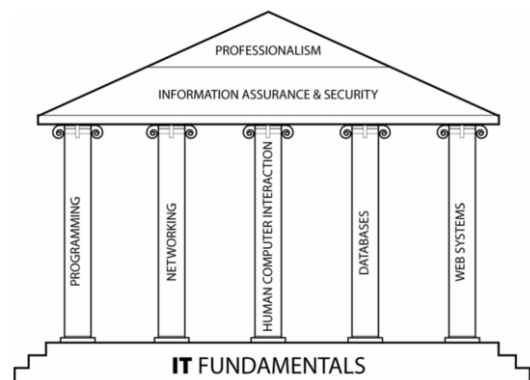 PROFESSIONALISM
INFORMATION ASSURANCE & SECURITY
PROGRAMMING
NETWORKING
HUMAN COMPUTER INTERACTION
DATABASES
WEB SYSTEMS
IT FUNDAMENTALS